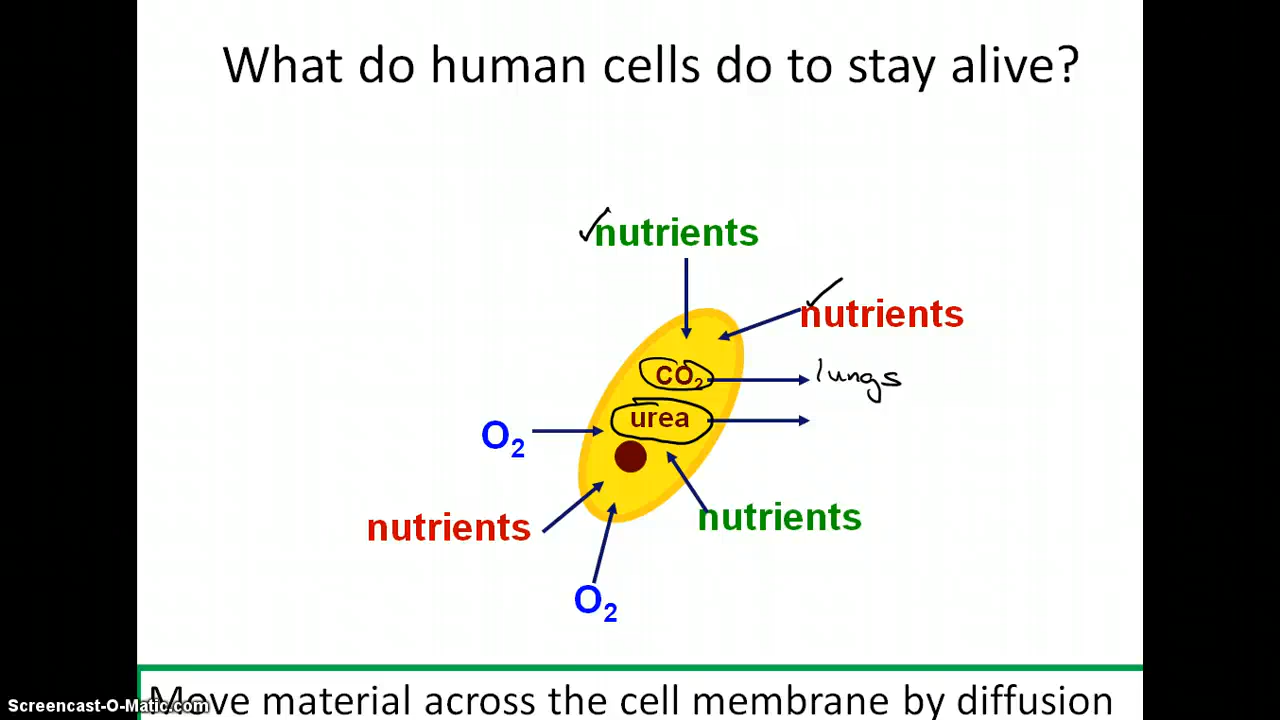 What do human cells do to stay alive?
nutrients
nutrients
CO₂
lungs
urea
O₂
nutrients
nutrients
O₂
Move material across the cell membrane by diffusion
Screencast-O-Matic.com